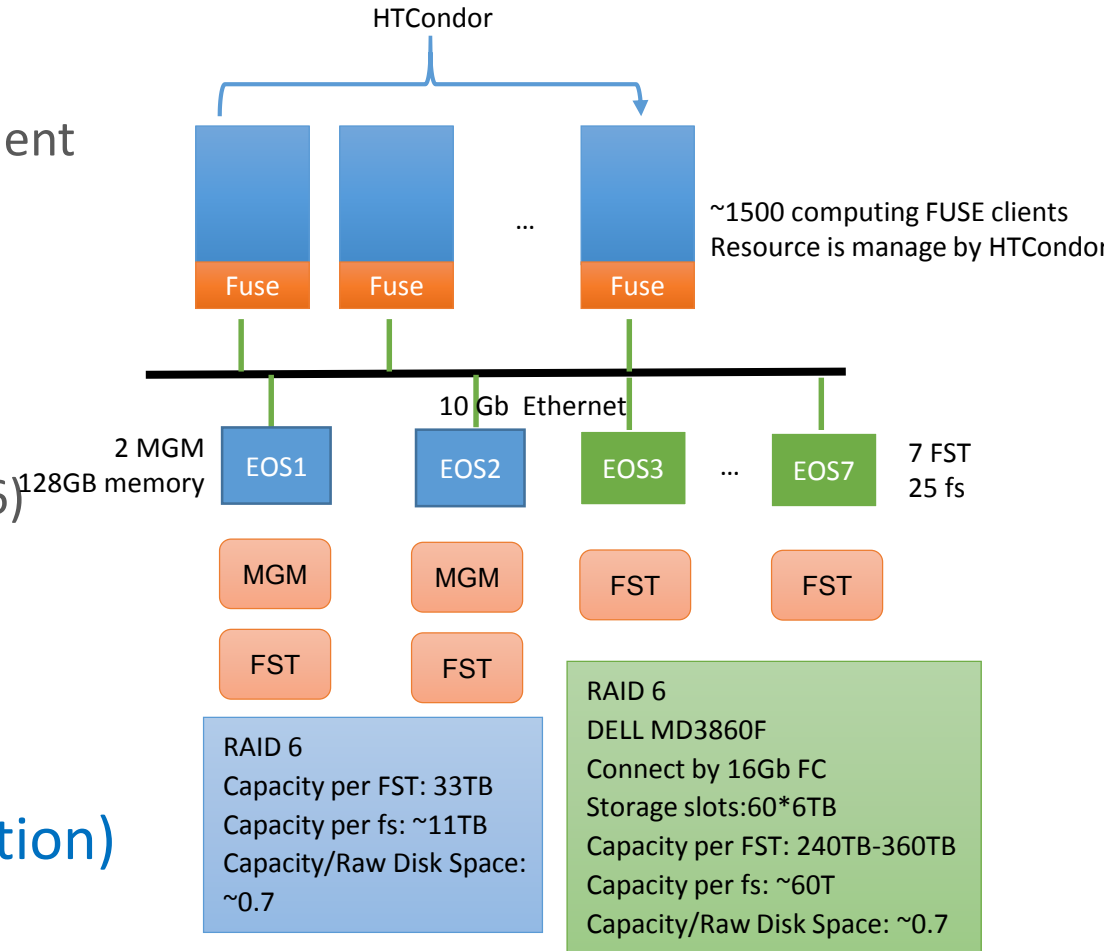 HTCondor
ent
~1500 computing FUSE clients
Resource is manage by HTCondor
...
Fuse
Fuse
Fuse
10 Gb Ethernet
2 MGM
128GB memory
6)
EOS1
EOS2
EOS3
...
EOS7
7 FST
25 fs
MGM
MGM
FST
FST
FST
FST
RAID 6
Capacity per FST: 33TB
Capacity per fs: ~11TB
Capacity/Raw Disk Space:
~0.7
RAID 6
DELL MD3860F
Connect by 16Gb FC
Storage slots:60*6TB
Capacity per FST: 240TB-360TB
Capacity per fs: ~60T
Capacity/Raw Disk Space: ~0.7
tion)